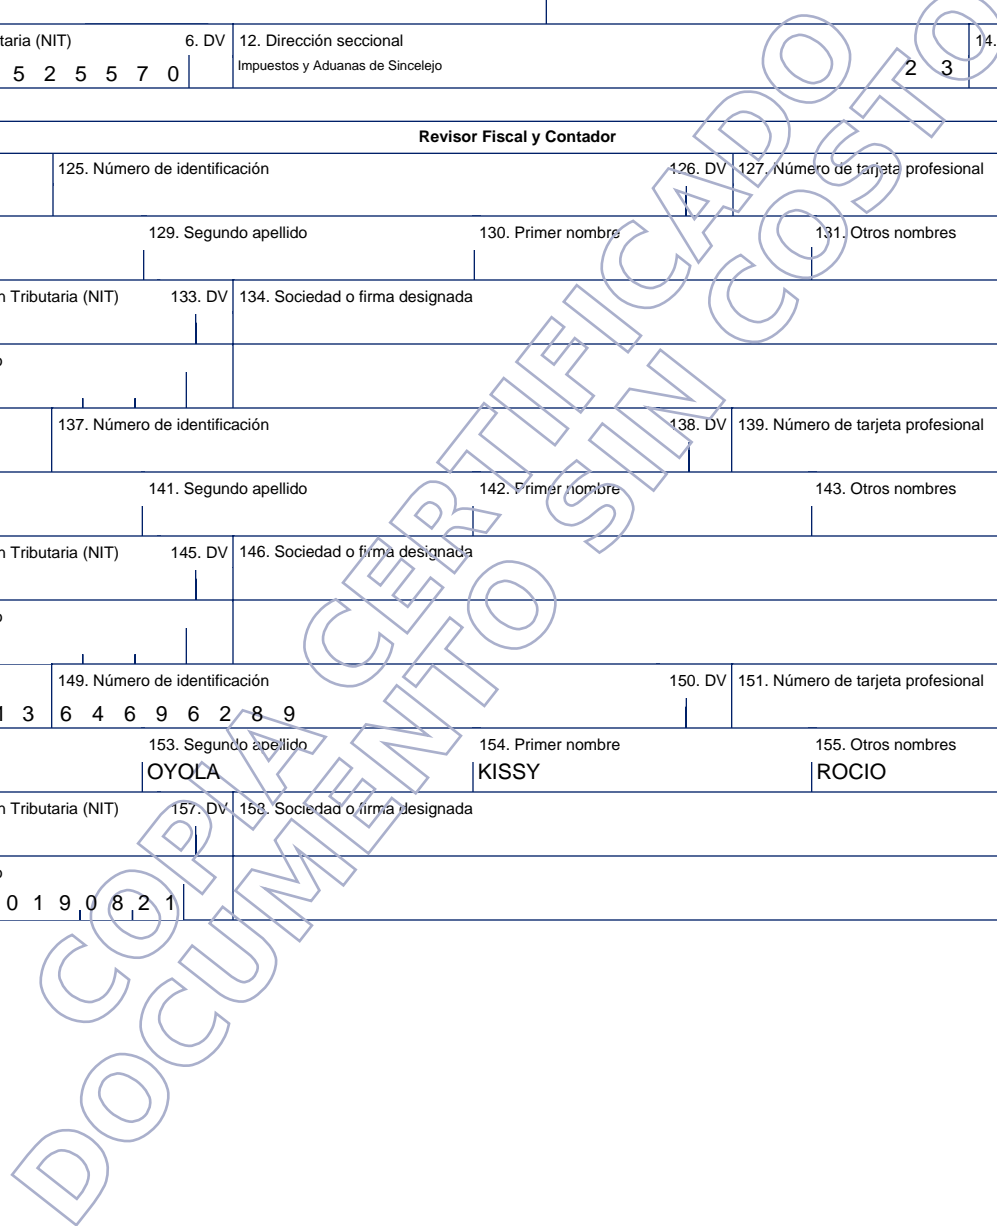 taria (NIT) 6. DV 12. Dirección seccional 14.
5 2 5 5 7 0 Impuestos y Aduanas de Sincelejo 2 3
Revisor Fiscal y Contador
125. Número de identificación 126. DV 127. Número de tarjeta profesional
129. Segundo apellido 130. Primer nombre 131. Otros nombres
n Tributaria (NIT) 133. DV 134. Sociedad o firma designada
o
137. Número de identificación 138. DV 139. Número de tarjeta profesional
141. Segundo apellido 142. Primer nombre 143. Otros nombres
n Tributaria (NIT) 145. DV 146. Sociedad o firma designada
o
149. Número de identificación 150. DV 151. Número de tarjeta profesional
1 3 6 4 6 9 6 2 8 9
153. Segundo apellido 154. Primer nombre 155. Otros nombres
OYOLA KISSY ROCIO
n Tributaria (NIT) 157. DV 158. Sociedad o firma designada
o
0 1 9 0 8 2 1
COPIA CERTIFICADO
DOCUMENTO SIN COSTO